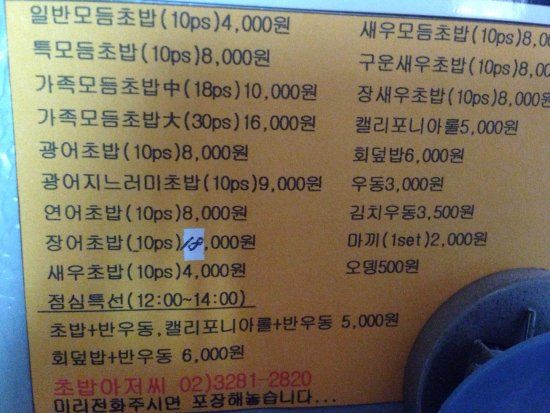 일반모듬초밥(10ps)4,000원
특모듬초밥(10ps)8,000원
가족모듬초밥中(18ps)10,000원
가족모듬초밥大(30ps)16,000원
광어초밥(10ps)8,000원
광어지느러미초밥(10ps)9,000원
연어초밥(10ps)8,000원
장어초밥(10ps)18,000원
새우초밥(10ps)4,000원
점심특선(12:00~14:00)
초밥+반우동,캘리포니아롤+반우동 5,000원
회덮밥+반우동 6,000원
초밥아저씨 02)3281-2820
미리전화주시면 포장해놓습니다...
새우모듬초밥(10ps)8,00
구운새우초밥(10ps)8,00
장새우초밥(10ps)8,000원
캘리포니아롤5,000원
회덮밥6,000원
우동3,000원
김치우동3,500원
마끼(1set)2,000원
오뎅500원